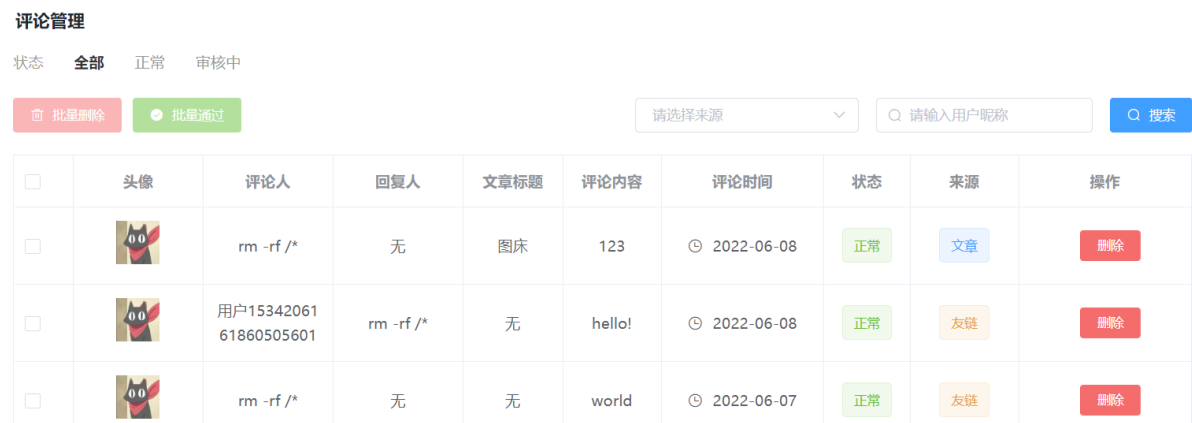 评论管理
状态 全部 正常 审核中
批量删除 批量通过 请选择来源 请输入用户昵称 搜索
头像 评论人 回复人 文章标题 评论内容 评论时间 状态 来源 操作
rm -rf /* 无 图床 123 2022-06-08 正常 文章 删除
用户15342061
61860505601 rm -rf /* 无 hello! 2022-06-08 正常 友链 删除
rm -rf /* 无 无 world 2022-06-07 正常 友链 删除